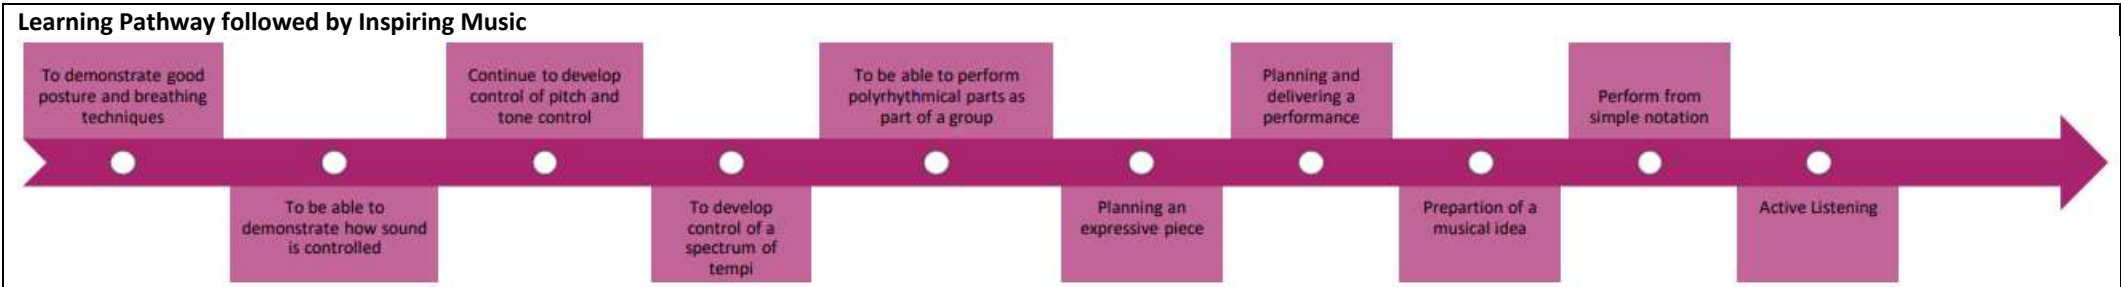 Learning Pathway followed by Inspiring Music
To demonstrate good
posture and breathing
techniques
To be able to
demonstrate how sound
is controlled
Continue to develop
control of pitch and
tone control
To develop
control of a
spectrum of
tempi
To be able to perform
polyrhythmical parts as
part of a group
Planning an
expressive piece
Planning and
delivering a
performance
Prepartion of a
musical idea
Perform from
simple notation
Active Listening